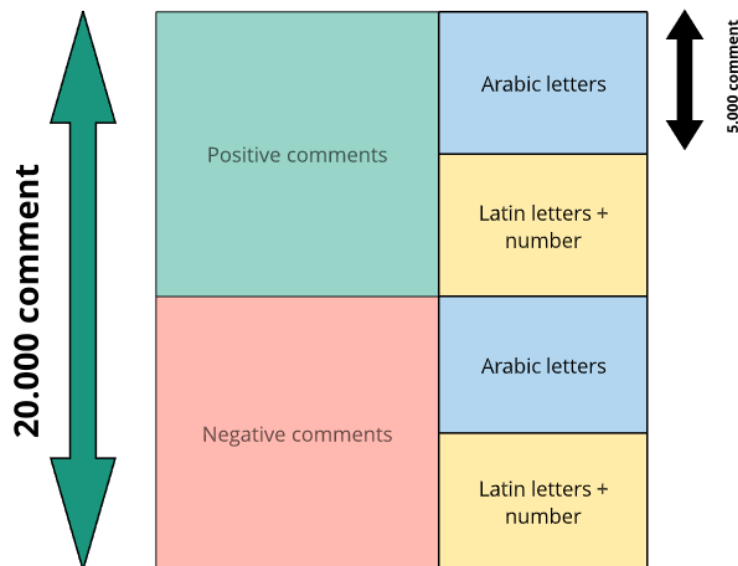 20.000 comment
Positive comments
Arabic letters
5.000 comment
Latin letters +
number
Negative comments
Arabic letters
Latin letters +
number